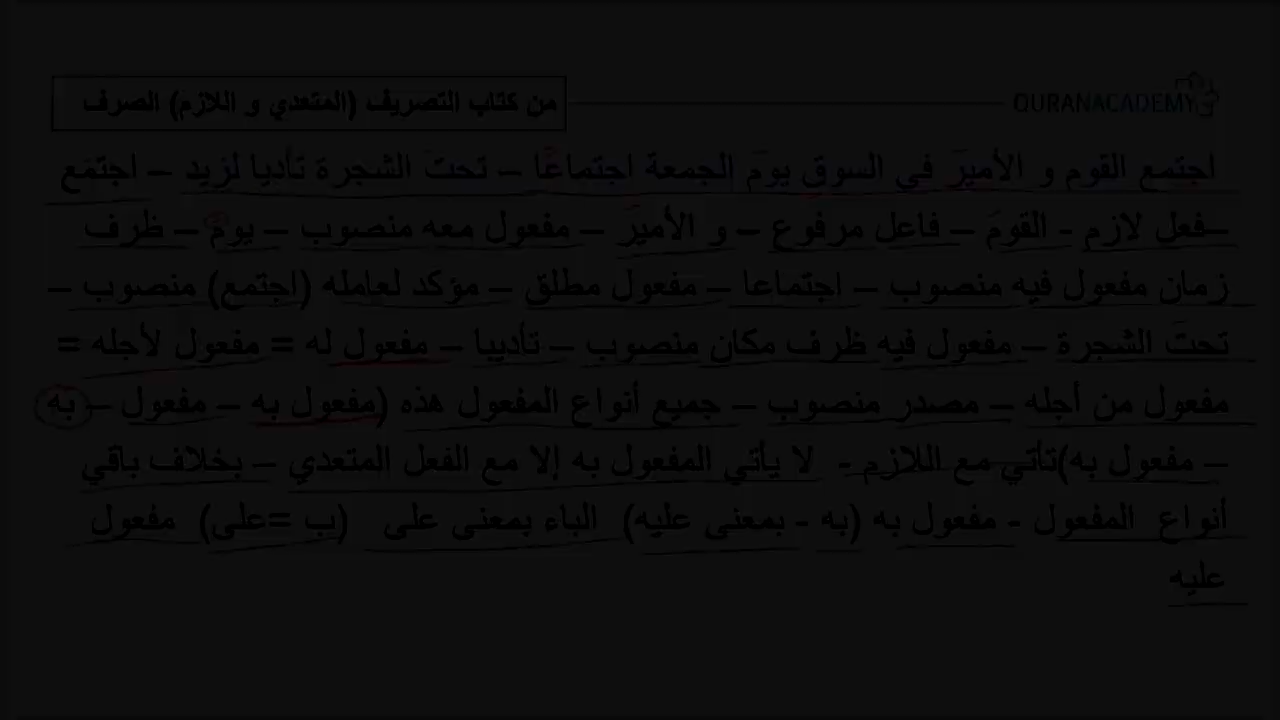 من كتاب التصريف (المتعدي و اللازم) الصرف
QURANACADEMY
اجتمع القوم و الأميرَ في السوق يومَ الجمعة اجتماعًا – تحتَ الشجرة تأديا لزيد – اجتمَع
–فعل لازم - القومَ – فاعل مرفوع – و الأميرَ – مفعول معه منصوب – يومَ – ظرف
زمان مفعول فيه منصوب – اجتماعا – مفعول مطلق – مؤكد لعامله (اجتمع) منصوب –
تحتَ الشجرة – مفعول فيه ظرف مكان منصوب – تأديبا – مفعول له = مفعول لأجله =
مفعول من أجله – مصدر منصوب – جميع أنواع المفعول هذه (مفعول به – مفعول – به
– مفعول به)تأتي مع اللازم - لا يأتي المفعول به إلا مع الفعل المتعدي – بخلاف باقي
أنواع المفعول - مفعول به (به - بمعنى عليه) الباء بمعنى على (ب =على) مفعول
عليه